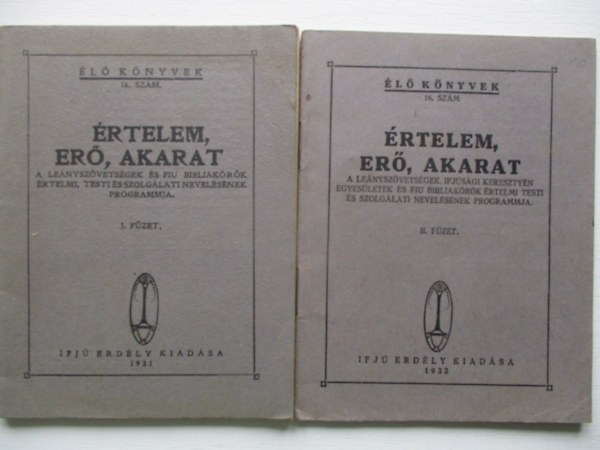 ÉLŐ KÖNYVEK
16. SZÁM.
ÉRTELEM,
ERŐ, AKARAT
A LEÁNYSZÖVETSÉGEK ÉS FIU BIBLIAKÖRÖK
ÉRTELMI, TESTI ÉS SZOLGÁLATI NEVELÉSÉNEK
PROGRAMMJA.
I. FÜZET.
IFJÚ ERDÉLY KIADÁSA
1931
ÉLŐ KÖNYVEK
16. SZÁM
ÉRTELEM,
ERŐ, AKARAT
A LEÁNYSZÖVETSÉGEK, IFJÚSÁGI KERESZTYÉN
EGYESÜLETEK ÉS FIU BIBLIAKÖRÖK ÉRTELMI TESTI
ÉS SZOLGÁLATI NEVELÉSÉNEK PROGRAMMJA.
II. FÜZET.
IFJÚ ERDÉLY KIADÁSA
1932